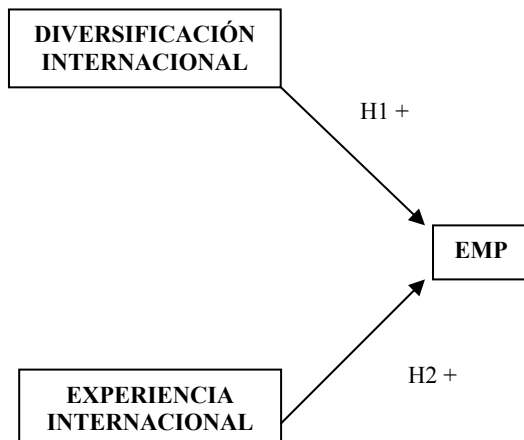 DIVERSIFICACIÓN
INTERNACIONAL
H1 +
EMP
H2 +
EXPERIENCIA
INTERNACIONAL